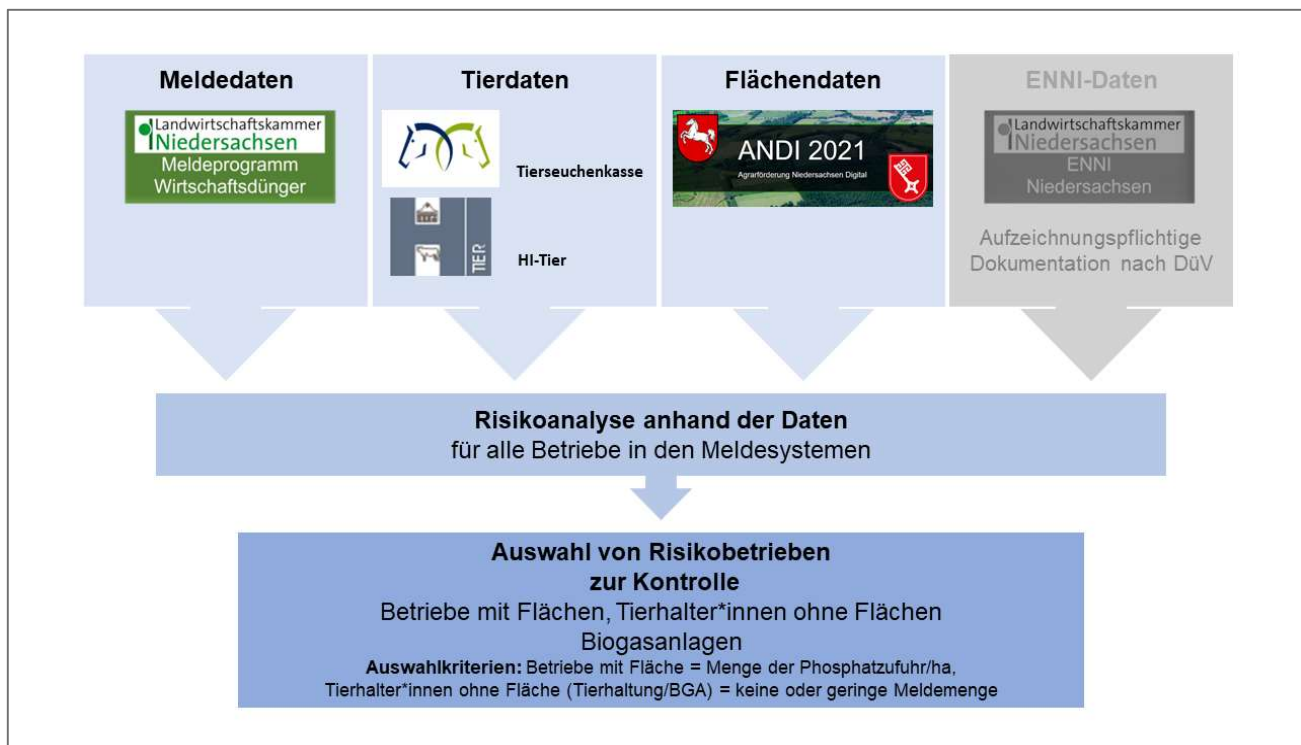 Meldedaten
Landwirtschaftskammer
Niedersachsen
Meldeprogramm
Wirtschaftsdünger
Tierdaten
Tierseuchenkasse
TIER
HI-Tier
Flächendaten
ANDI 2021
Agrarförderung Niedersachsen Digital
ENNI-Daten
Landwirtschaftskammer
Niedersachsen
ENNI
Niedersachsen
Aufzeichnungspflichtige
Dokumentation nach DüV
Risikoanalyse anhand der Daten
für alle Betriebe in den Meldesystemen
Auswahl von Risikobetrieben
zur Kontrolle
Betriebe mit Flächen, Tierhalter*innen ohne Flächen
Biogasanlagen
Auswahlkriterien: Betriebe mit Fläche = Menge der Phosphatzufuhr/ha,
Tierhalter*innen ohne Fläche (Tierhaltung/BGA) = keine oder geringe Meldemenge